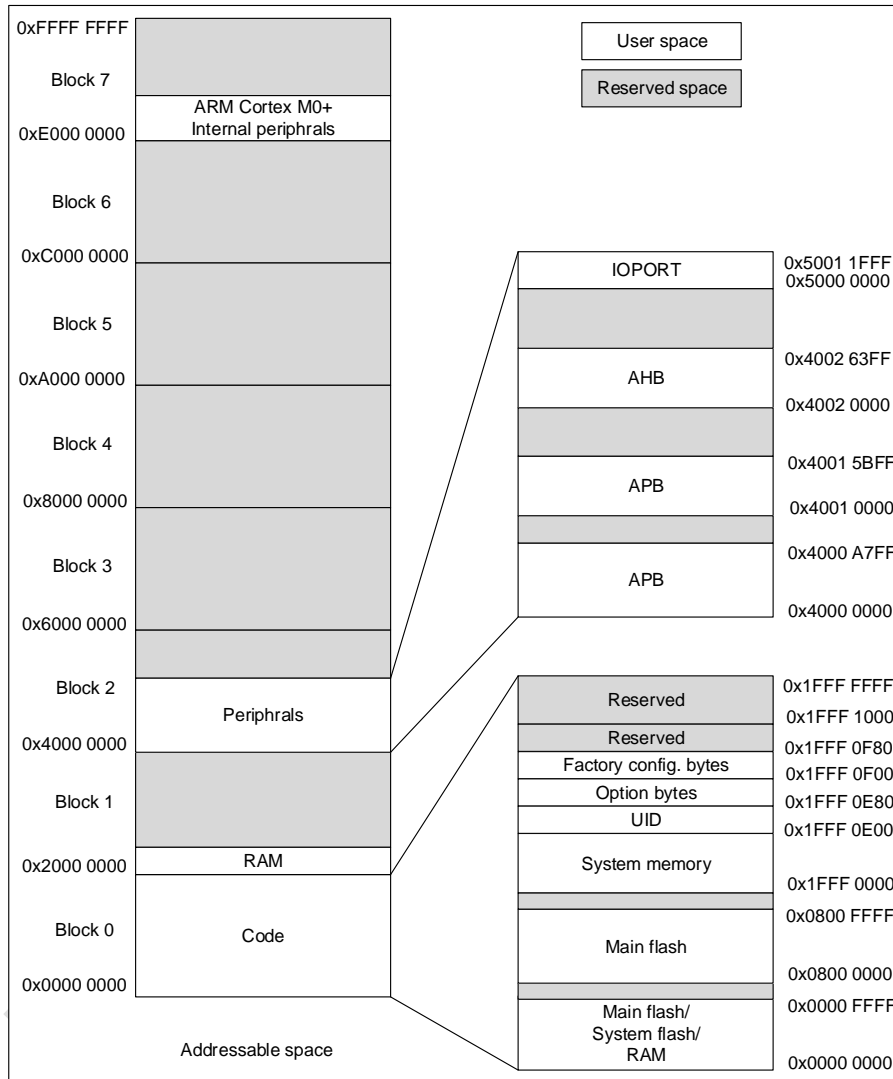 0xFFFF FFFF
Block 7
ARM Cortex M0+
Internal periphrals
0xE000 0000
Block 6
0xC000 0000
Block 5
0xA000 0000
Block 4
0x8000 0000
Block 3
0x6000 0000
Block 2
Periphrals
0x4000 0000
Block 1
RAM
0x2000 0000
Block 0
Code
0x0000 0000
Addressable space
User space
Reserved space
IOPORT
0x5001 1FFF
0x5000 0000
0x4002 63FF
AHB
0x4002 0000
0x4001 5BFF
APB
0x4001 0000
0x4000 A7FF
APB
0x4000 0000
0x1FFF FFFF
Reserved
0x1FFF 1000
Reserved
0x1FFF 0F80
Factory config. bytes
0x1FFF 0F00
Option bytes
0x1FFF 0E80
UID
0x1FFF 0E00
System memory
0x1FFF 0000
0x0800 FFFF
Main flash
0x0800 0000
0x0000 FFFF
Main flash/
System flash/
RAM
0x0000 0000